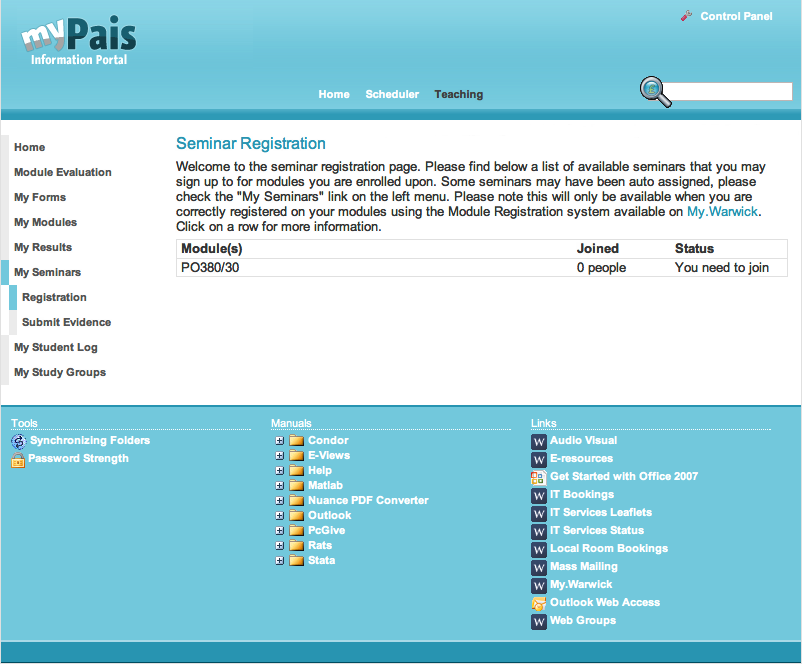 myPais
Information Portal
Control Panel
Home Scheduler Teaching
Home
Module Evaluation
My Forms
My Modules
My Results
My Seminars
Registration
Submit Evidence
My Student Log
My Study Groups
Seminar Registration
Welcome to the seminar registration page. Please find below a list of available seminars that you may
sign up to for modules you are enrolled upon. Some seminars may have been auto assigned, please
check the "My Seminars" link on the left menu. Please note this will only be available when you are
correctly registered on your modules using the Module Registration system available on My.Warwick.
Click on a row for more information.
Module(s) Joined Status
PO380/30 0 people You need to join
Tools
Synchronizing Folders
Password Strength
Manuals
Condor
E-Views
Help
Matlab
Nuance PDF Converter
Outlook
PcGive
Rats
Stata
Links
W Audio Visual
W E-resources
Get Started with Office 2007
W IT Bookings
W IT Services Leaflets
W IT Services Status
W Local Room Bookings
W Mass Mailing
W My.Warwick
Outlook Web Access
W Web Groups